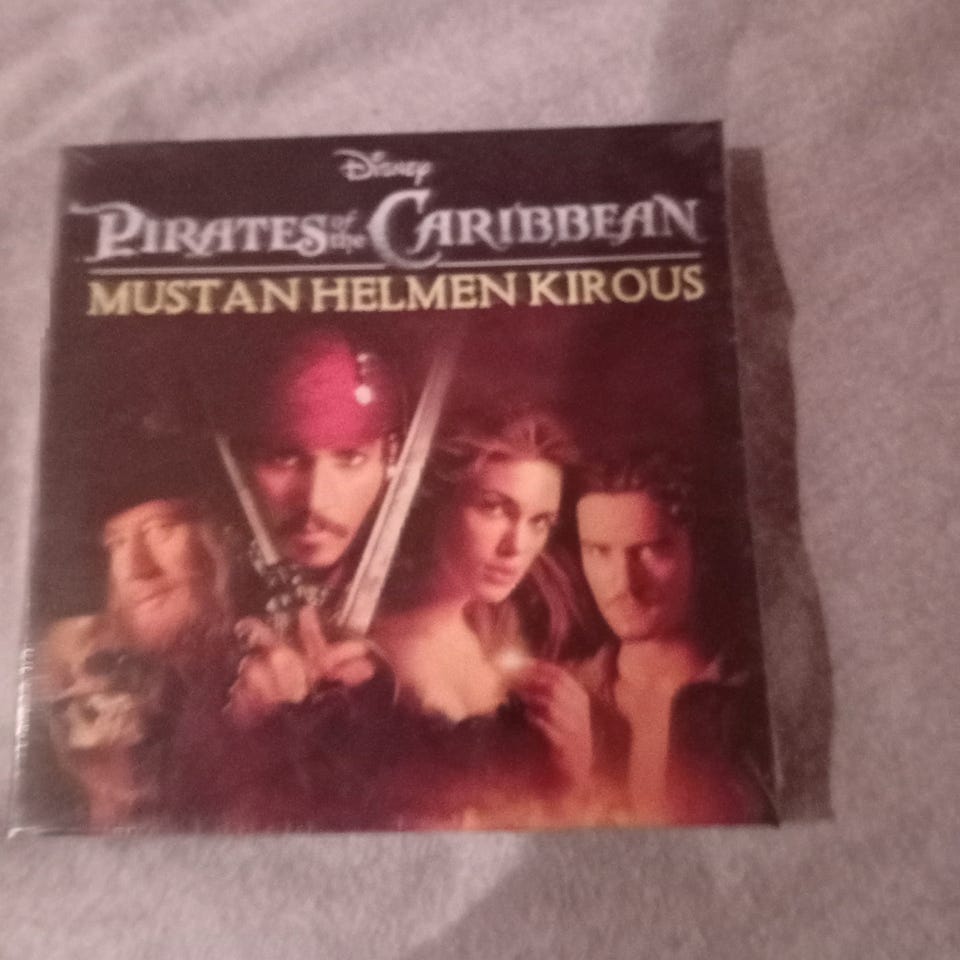 Disney
PIRATES of the CARIBBEAN
MUSTAN HELMEN KIROUS